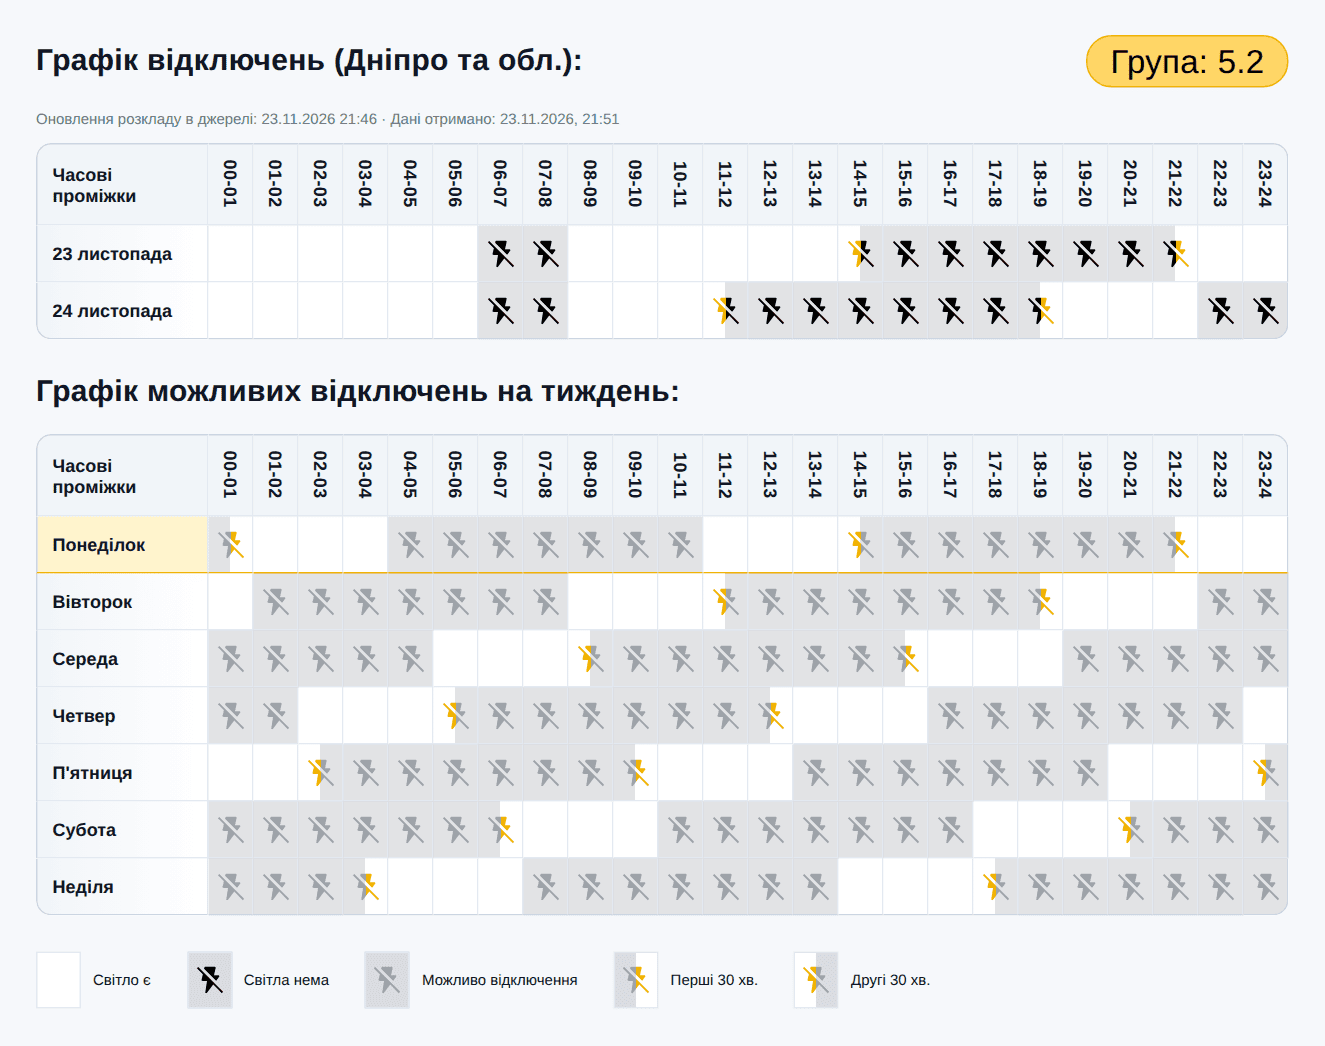 Графік відключень (Дніпро та обл.):
Група: 5.2
Оновлення розкладу в джерелі: 23.11.2026 21:46 · Дані отримано: 23.11.2026, 21:51
Часові
проміжки
00-01 01-02 02-03 03-04 04-05 05-06 06-07 07-08 08-09 09-10 10-11 11-12 12-13 13-14 14-15 15-16 16-17 17-18 18-19 19-20 20-21 21-22 22-23 23-24
23 листопада
24 листопада
Графік можливих відключень на тиждень:
Часові
проміжки
00-01 01-02 02-03 03-04 04-05 05-06 06-07 07-08 08-09 09-10 10-11 11-12 12-13 13-14 14-15 15-16 16-17 17-18 18-19 19-20 20-21 21-22 22-23 23-24
Понеділок
Вівторок
Середа
Четвер
П'ятниця
Субота
Неділя
Світло є
Світла нема
Можливо відключення
Перші 30 хв.
Другі 30 хв.